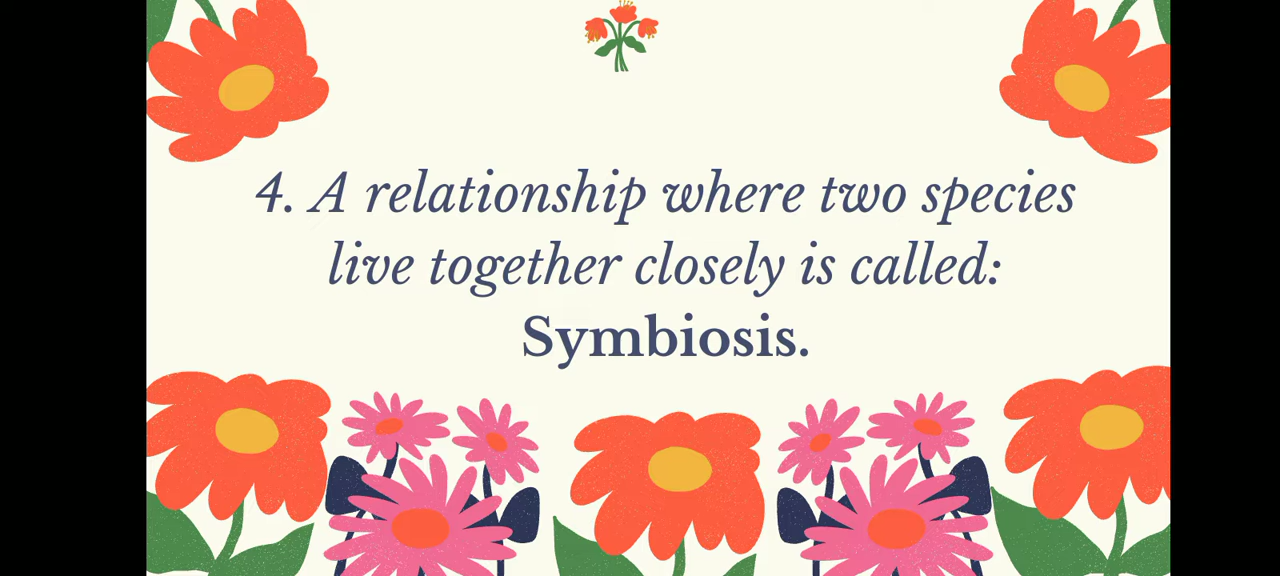 4. A relationship where two species
live together closely is called:
Symbiosis.